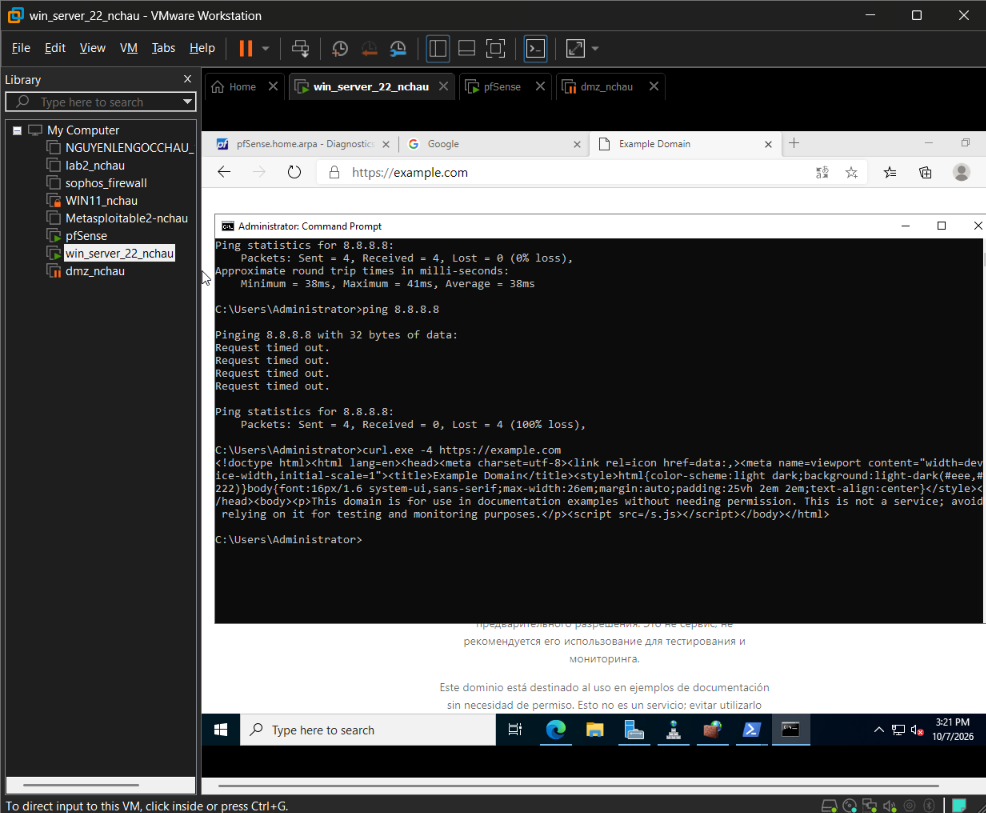 win_server_22_nchau - VMware Workstation
File Edit View VM Tabs Help
Library
Type here to search
My Computer
NGUYENLENGOCCHAU_
lab2_nchau
sophos_firewall
WIN11_nchau
Metasploitable2-nchau
pfSense
win_server_22_nchau
dmz_nchau
Home
win_server_22_nchau
pfSense
dmz_nchau
pfSense.home.arpa - Diagnostics
Google
Example Domain
https://example.com
Administrator: Command Prompt
Ping statistics for 8.8.8.8:
    Packets: Sent = 4, Received = 4, Lost = 0 (0% loss),
Approximate round trip times in milli-seconds:
    Minimum = 38ms, Maximum = 41ms, Average = 38ms
C:\Users\Administrator>ping 8.8.8.8
Pinging 8.8.8.8 with 32 bytes of data:
Request timed out.
Request timed out.
Request timed out.
Request timed out.
Ping statistics for 8.8.8.8:
    Packets: Sent = 4, Received = 0, Lost = 4 (100% loss),
C:\Users\Administrator>curl.exe -4 https://example.com
<!doctype html><html lang=en><head><meta charset=utf-8><link rel=icon href=data:,><meta name=viewport content="width=dev
ice-width,initial-scale=1"><title>Example Domain</title><style>html{color-scheme:light dark;background:light-dark(#eee,#
222)}body{font:16px/1.6 system-ui,sans-serif;max-width:26em;margin:auto;padding:25vh 2em 2em;text-align:center}</style><
/head><body><p>This domain is for use in documentation examples without needing permission. This is not a service; avoid
 relying on it for testing and monitoring purposes.</p><script src=/s.js></script></body></html>
C:\Users\Administrator>
предварительного разрешения. Это не сервис, не
рекомендуется его использование для тестирования и
мониторинга.
Este dominio está destinado al uso en ejemplos de documentación
sin necesidad de permiso. Esto no es un servicio; evitar utilizarlo
Type here to search
3:21 PM
10/7/2026
To direct input to this VM, click inside or press Ctrl+G.